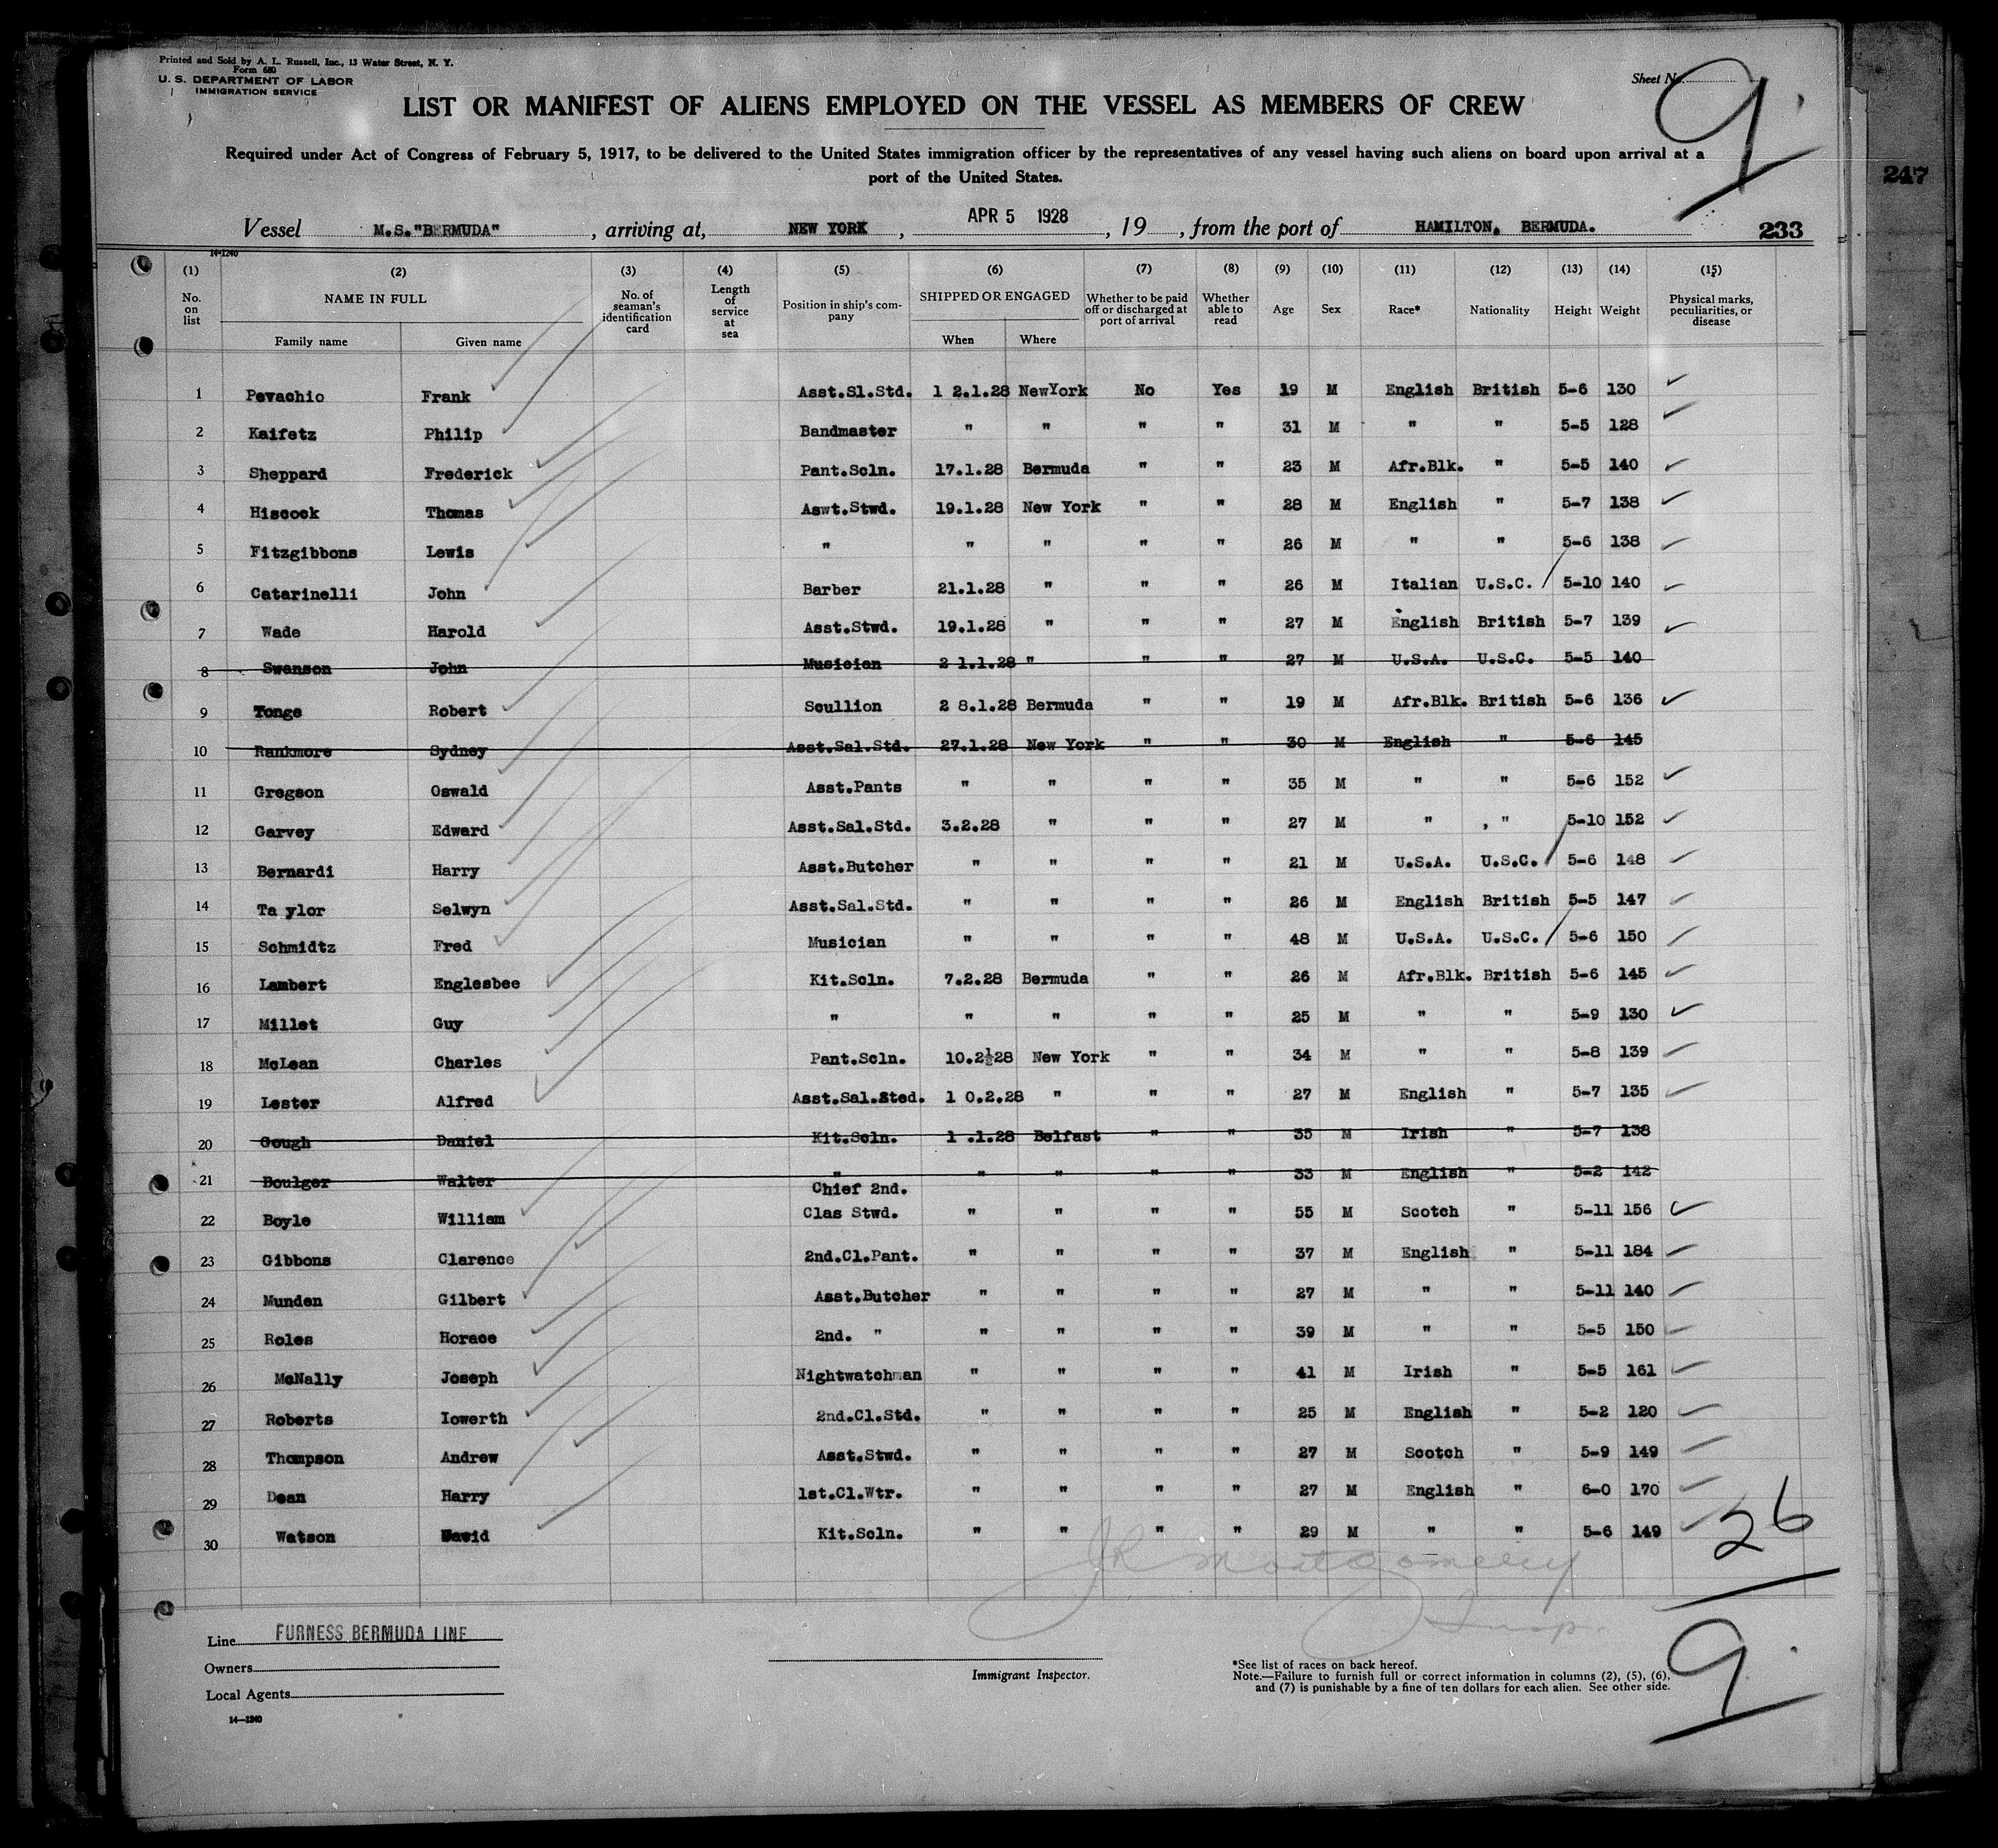 Printed and Sold by A. L. Russell, Inc., 13 Water Street, N. Y.
Form 680
U. S. DEPARTMENT OF LABOR
IMMIGRATION SERVICE
Sheet No. 9
LIST OR MANIFEST OF ALIENS EMPLOYED ON THE VESSEL AS MEMBERS OF CREW
Required under Act of Congress of February 5, 1917, to be delivered to the United States immigration officer by the representatives of any vessel having such aliens on board upon arrival at a
port of the United States.
247
Vessel M.S."BERMUDA", arriving at, NEW YORK, APR 5 1928, 19 , from the port of HAMILTON, BERMUDA. 233
14-1240
(1) (2) (3) (4) (5) (6) (7) (8) (9) (10) (11) (12) (13) (14) (15)
No. on list NAME IN FULL Family name Given name No. of seaman's identification card Length of service at sea Position in ship's company SHIPPED OR ENGAGED When Where Whether to be paid off or discharged at port of arrival Whether able to read Age Sex Race* Nationality Height Weight Physical marks, peculiarities, or disease
1 Pevachio Frank Asst.Sl.Std. 1 2.1.28 NewYork No Yes 19 M English British 5-6 130
2 Kaifetz Philip Bandmaster " " " " 31 M " " 5-5 128
3 Sheppard Frederick Pant.Scln. 17.1.28 Bermuda " " 23 M Afr.Blk. " 5-5 140
4 Hiscock Thomas Aswt.Stwd. 19.1.28 New York " " 28 M English " 5-7 138
5 Fitzgibbons Lewis " " " " " 26 M " " 5-6 138
6 Catarinelli John Barber 21.1.28 " " " 26 M Italian U.S.C. 5-10 140
7 Wade Harold Asst.Stwd. 19.1.28 " " " 27 M English British 5-7 139
8 Swanson John Musician 2 1.1.28 " " " 27 M U.S.A. U.S.C. 5-5 140
9 Tonge Robert Scullion 2 8.1.28 Bermuda " " 19 M Afr.Blk. British 5-6 136
10 Rankmore Sydney Asst.Sal.Std. 27.1.28 New York " " 30 M English " 5-6 145
11 Gregson Oswald Asst.Pants " " " " 35 M " " 5-6 152
12 Garvey Edward Asst.Sal.Std. 3.2.28 " " " 27 M " , " 5-10 152
13 Bernardi Harry Asst.Butcher " " " " 21 M U.S.A. U.S.C. 5-6 148
14 Ta ylor Selwyn Asst.Sal.Std. " " " " 26 M English British 5-5 147
15 Schmidtz Fred Musician " " " " 48 M U.S.A. U.S.C. 5-6 150
16 Lambert Englesbee Kit.Scln. 7.2.28 Bermuda " " 26 M Afr.Blk. British 5-6 145
17 Millet Guy " " " " " 25 M " " 5-9 130
18 McLean Charles Pant.Scln. 10.2½28 New York " " 34 M " " 5-8 139
19 Lester Alfred Asst.Sal.Sted. 1 0.2.28 " " " 27 M English " 5-7 135
20 Gough Daniel Kit.Scln. 1 .1.28 Belfast " " 35 M Irish " 5-7 138
21 Boulger Walter " " " " " 33 M English " 5-2 142
Chief 2nd.
22 Boyle William Clas Stwd. " " " " 55 M Scotch " 5-11 156
23 Gibbons Clarence 2nd.Cl.Pant. " " " " 37 M English " 5-11 184
24 Munden Gilbert Asst.Butcher " " " " 27 M " " 5-11 140
25 Roles Horace 2nd. " " " " " 39 M " " 5-5 150
26 McNally Joseph Nightwatchman " " " " 41 M Irish " 5-5 161
27 Roberts Iowerth 2nd.Cl.Std. " " " " 25 M English " 5-2 120
28 Thompson Andrew Asst.Stwd. " " " " 27 M Scotch " 5-9 149
29 Dean Harry 1st.Cl.Wtr. " " " " 27 M English " 6-0 170
30 Watson David Kit.Scln. " " " " 29 M " " 5-6 149
26
JR Montgomery
Insp.
9
Line FURNESS BERMUDA LINE
Owners
Local Agents
14—1240
Immigrant Inspector.
*See list of races on back hereof.
Note.—Failure to furnish full or correct information in columns (2), (5), (6),
and (7) is punishable by a fine of ten dollars for each alien. See other side.